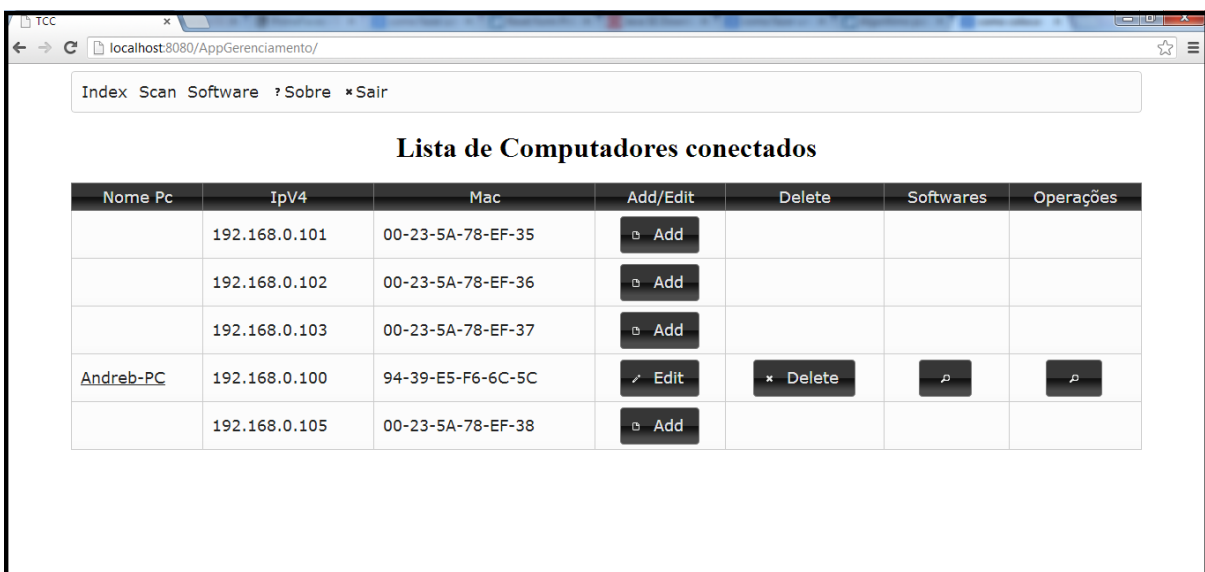 TCC
localhost:8080/AppGerenciamento/
Index Scan Software ? Sobre × Sair
Lista de Computadores conectados
Nome Pc IpV4 Mac Add/Edit Delete Softwares Operações
192.168.0.101 00-23-5A-78-EF-35 Add
192.168.0.102 00-23-5A-78-EF-36 Add
192.168.0.103 00-23-5A-78-EF-37 Add
Andreb-PC 192.168.0.100 94-39-E5-F6-6C-5C Edit × Delete
192.168.0.105 00-23-5A-78-EF-38 Add